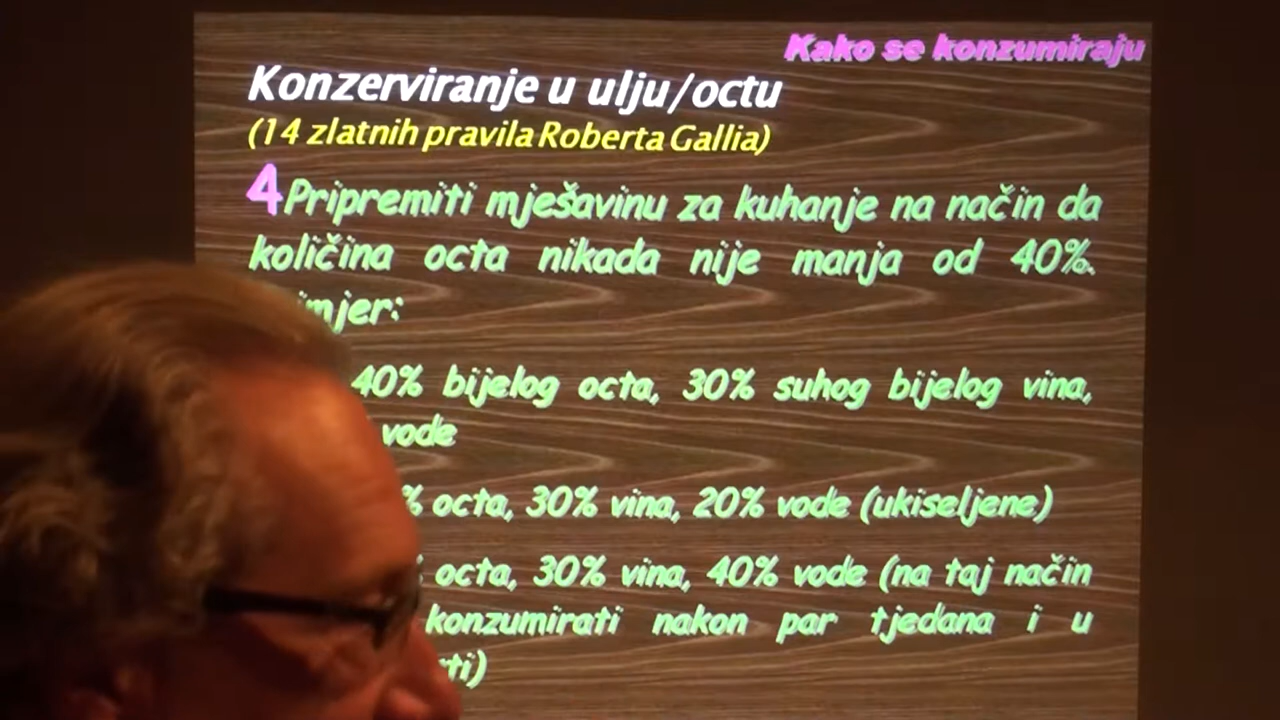 Kako se konzumiraju
Konzerviranje u ulju/octu
(14 zlatnih pravila Roberta Gallia)
4 Pripremiti mješavinu za kuhanje na način da
količina octa nikada nije manja od 40%.
40% bijelog octa, 30% suhog bijelog vina,
vode
% octa, 30% vina, 20% vode (ukiseljene)
octa, 30% vina, 40% vode (na taj način
konzumirati nakon par tjedana i u